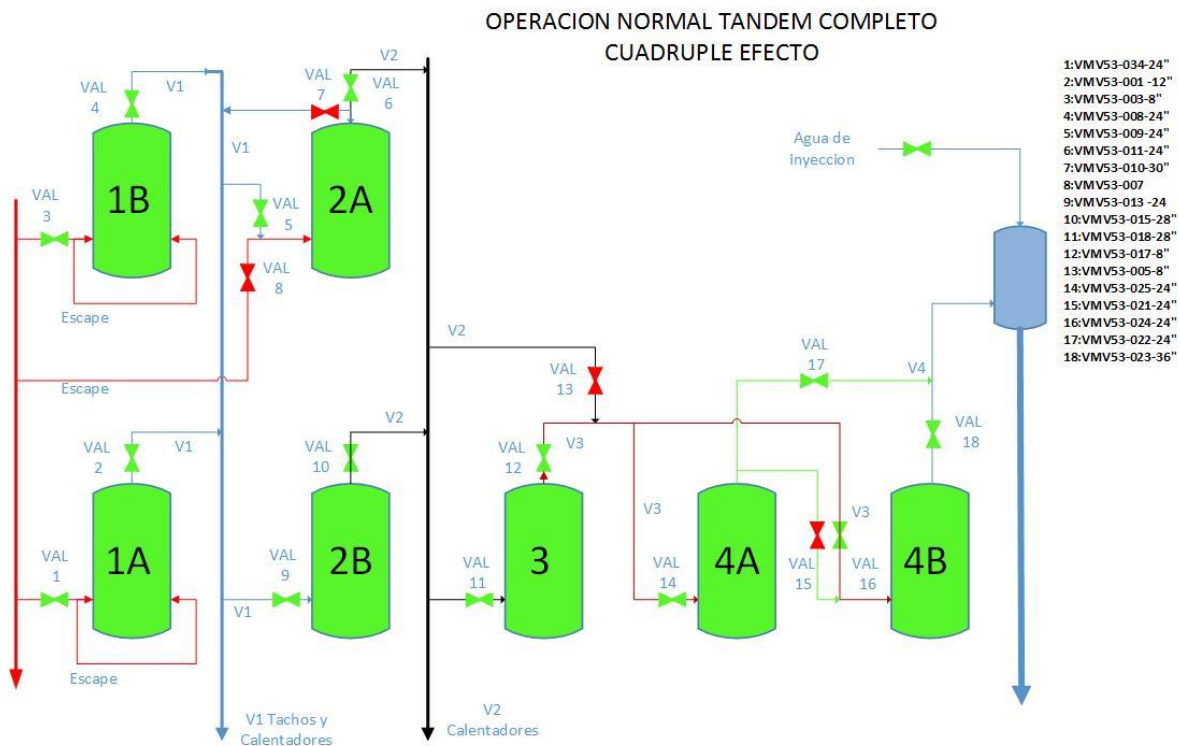 OPERACION NORMAL TANDEM COMPLETO
CUADRUPLE EFECTO
V2
VAL
4
V1
VAL
7
VAL
6
1B
V1
2A
VAL
3
VAL
5
VAL
8
Escape
Escape
Agua de
inyeccion
1:VMV53-034-24"
2:VMV53-001 -12"
3:VMV53-003-8"
4:VMV53-008-24"
5:VMV53-009-24"
6:VMV53-011-24"
7:VMV53-010-30"
8:VMV53-007
9:VMV53-013 -24
10:VMV53-015-28"
11:VMV53-018-28"
12:VMV53-017-8"
13:VMV53-005-8"
14:VMV53-025-24"
15:VMV53-021-24"
16:VMV53-024-24"
17:VMV53-022-24"
18:VMV53-023-36"
V2
VAL
13
VAL
17
V4
VAL
2
V1
VAL
10
V2
VAL
12
V3
VAL
18
1A
2B
3
4A
4B
V3
V3
VAL
1
VAL
9
V1
VAL
11
VAL
14
VAL
15
VAL
16
Escape
V1 Tachos y
Calentadores
V2
Calentadores